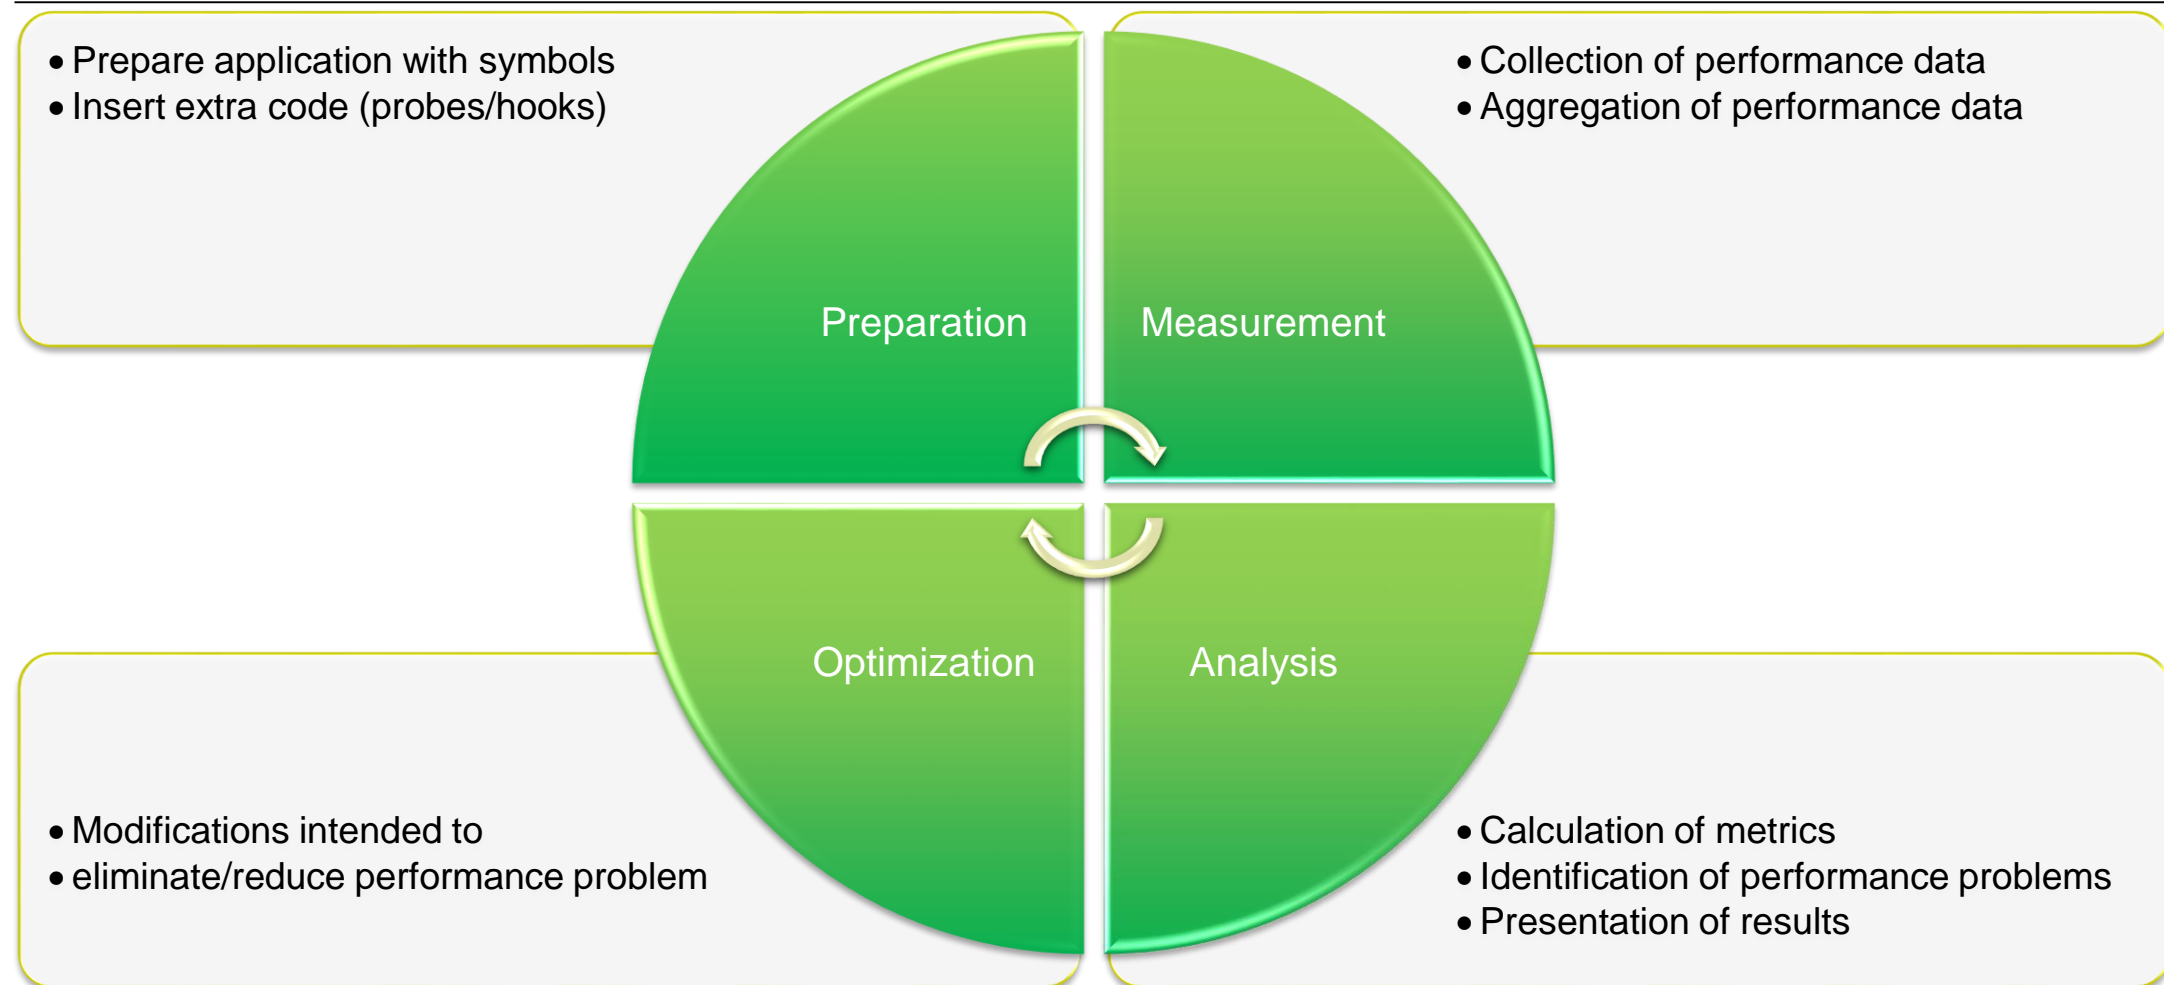 • Prepare application with symbols
• Insert extra code (probes/hooks)
• Collection of performance data
• Aggregation of performance data
Preparation
Measurement
Optimization
Analysis
• Modifications intended to
• eliminate/reduce performance problem
• Calculation of metrics
• Identification of performance problems
• Presentation of results